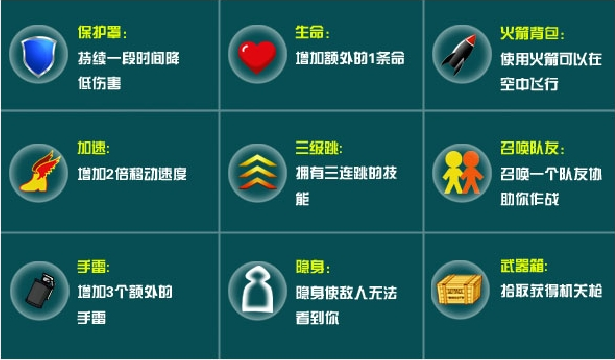 保护罩:
持续一段时间降
低伤害
生命:
增加额外的1条命
火箭背包:
使用火箭可以在
空中飞行
加速:
增加2倍移动速度
三级跳:
拥有三连跳的技
能
召唤队友:
召唤一个队友协
助你作战
手雷:
增加3个额外的
手雷
隐身:
隐身使敌人无法
看到你
武器箱:
拾取获得机关枪